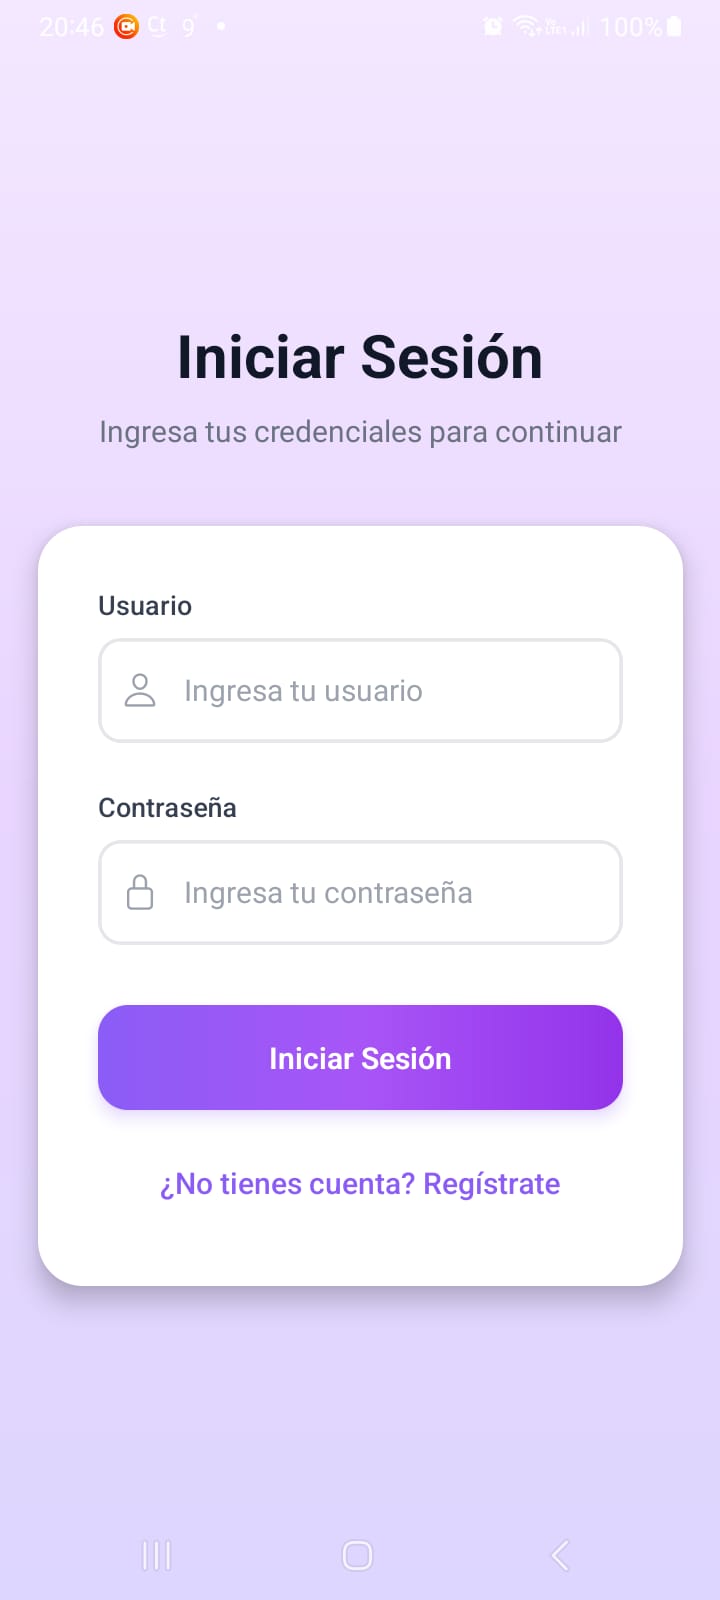 20:46 Ct 9° 100%
Iniciar Sesión
Ingresa tus credenciales para continuar
Usuario
Ingresa tu usuario
Contraseña
Ingresa tu contraseña
Iniciar Sesión
¿No tienes cuenta? Regístrate